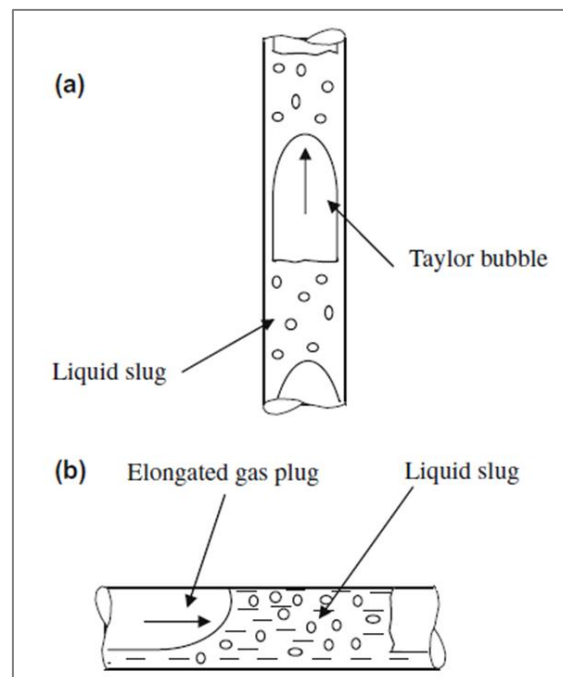 (a)
Taylor bubble
Liquid slug
(b)
Elongated gas plug
Liquid slug